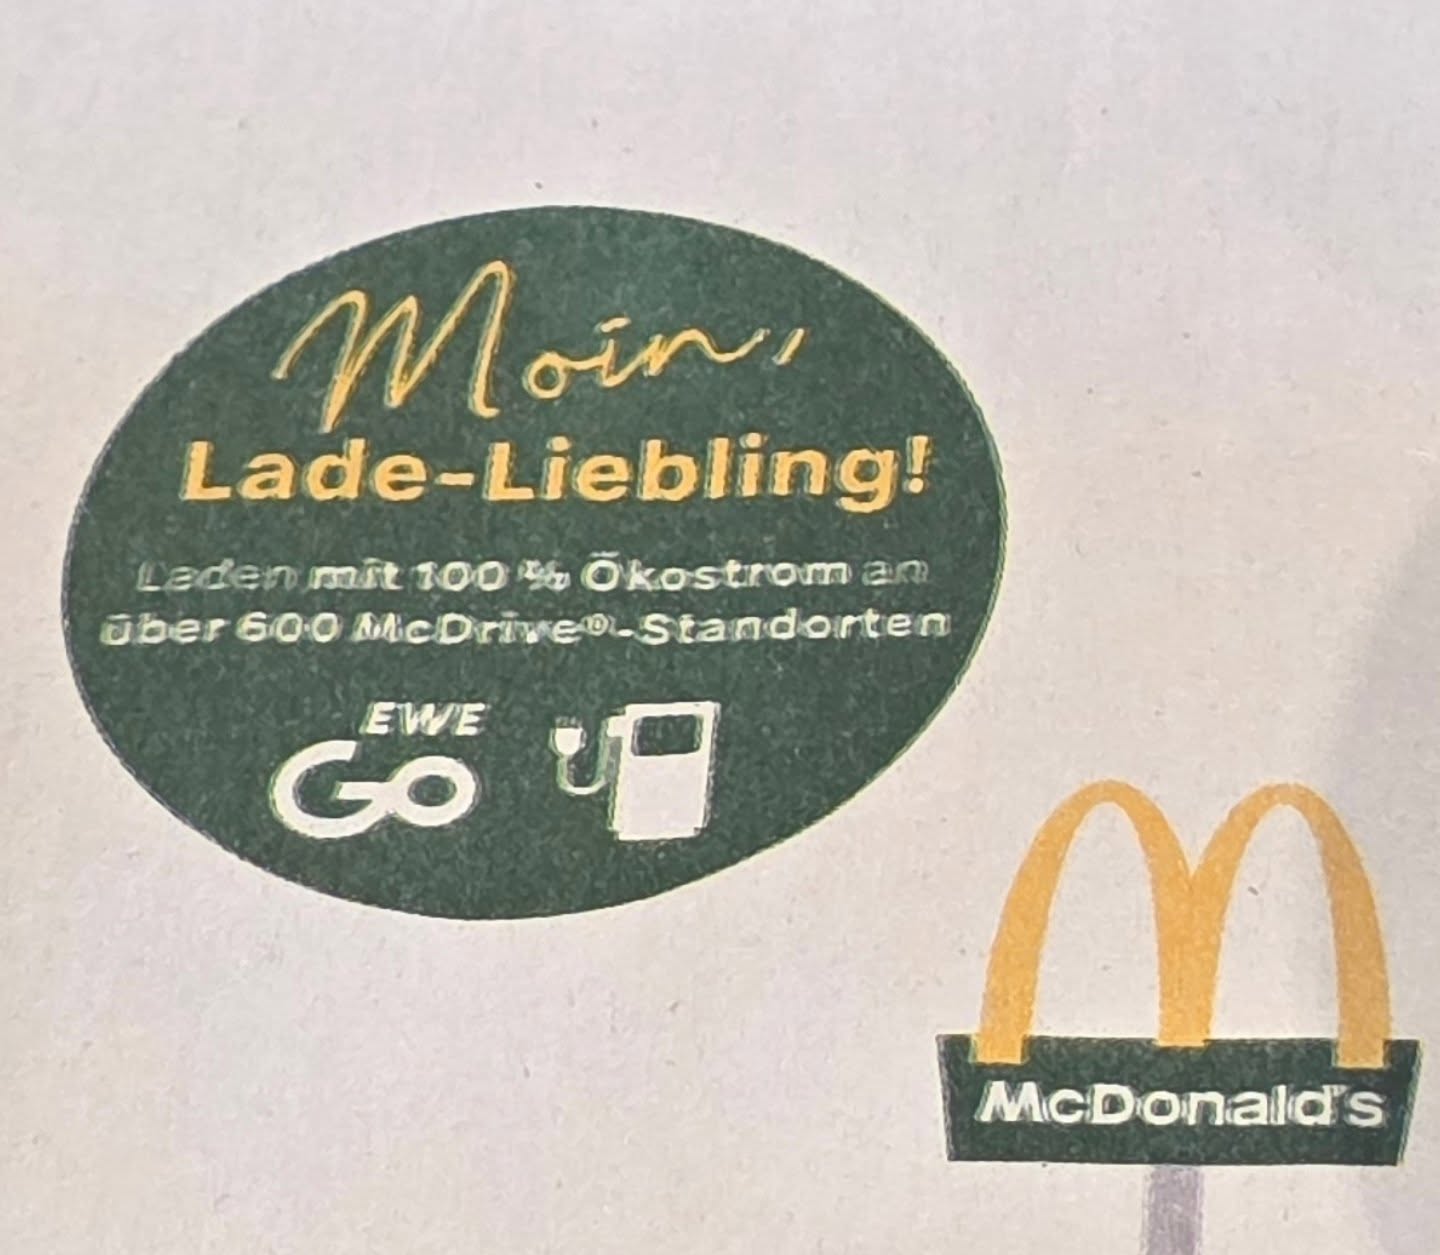 Moin,
Lade-Liebling!
Laden mit 100 % Ökostrom an
über 600 McDrive®-Standorten
EWE
Go
McDonald's